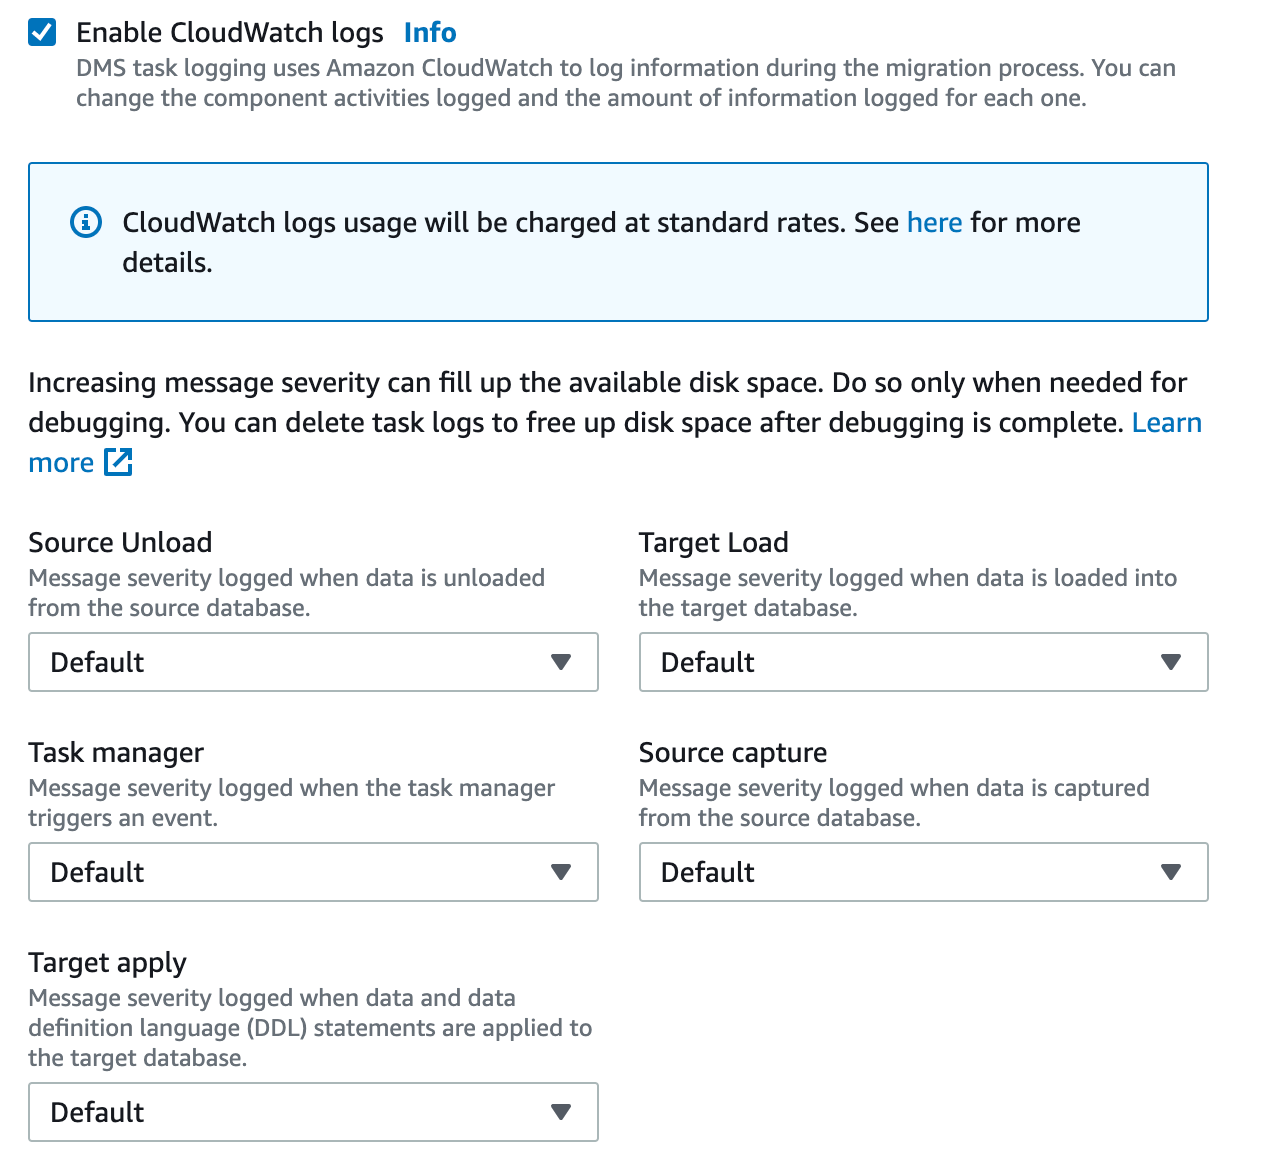 Enable CloudWatch logs Info
DMS task logging uses Amazon CloudWatch to log information during the migration process. You can
change the component activities logged and the amount of information logged for each one.
CloudWatch logs usage will be charged at standard rates. See here for more
details.
Increasing message severity can fill up the available disk space. Do so only when needed for
debugging. You can delete task logs to free up disk space after debugging is complete. Learn
more
Source Unload
Message severity logged when data is unloaded
from the source database.
Default
Target Load
Message severity logged when data is loaded into
the target database.
Default
Task manager
Message severity logged when the task manager
triggers an event.
Default
Source capture
Message severity logged when data is captured
from the source database.
Default
Target apply
Message severity logged when data and data
definition language (DDL) statements are applied to
the target database.
Default